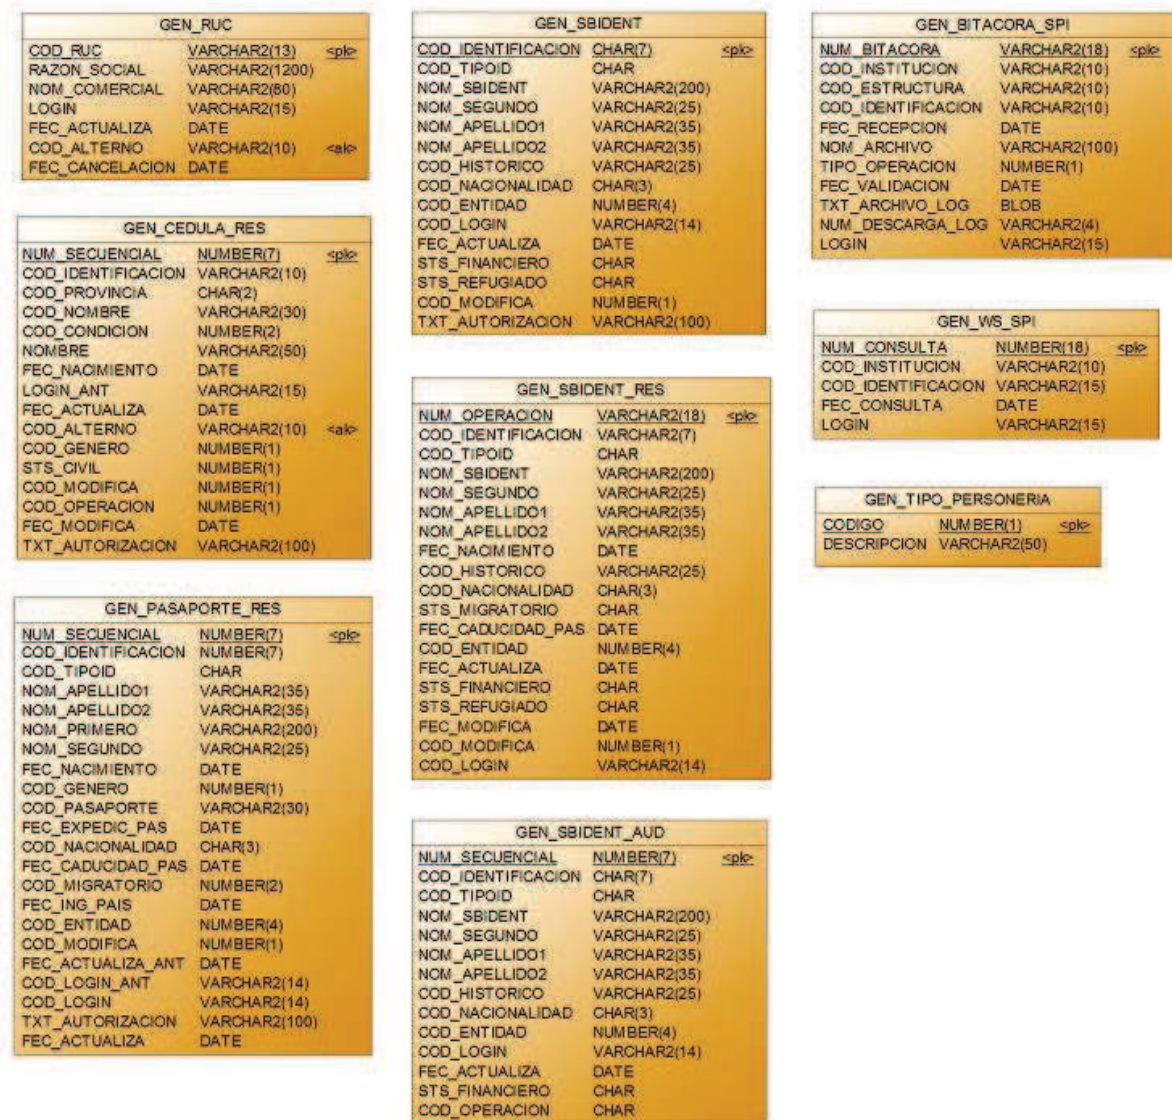 GEN_RUC
COD_RUC VARCHAR2(13) <pk>
RAZON_SOCIAL VARCHAR2(1200)
NOM_COMERCIAL VARCHAR2(80)
LOGIN VARCHAR2(15)
FEC_ACTUALIZA DATE
COD_ALTERNO VARCHAR2(10) <ak>
FEC_CANCELACION DATE
GEN_CEDULA_RES
NUM_SECUENCIAL NUMBER(7) <pk>
COD_IDENTIFICACION VARCHAR2(10)
COD_PROVINCIA CHAR(2)
COD_NOMBRE VARCHAR2(30)
COD_CONDICION NUMBER(2)
NOMBRE VARCHAR2(50)
FEC_NACIMIENTO DATE
LOGIN_ANT VARCHAR2(15)
FEC_ACTUALIZA DATE
COD_ALTERNO VARCHAR2(10) <ak>
COD_GENERO NUMBER(1)
STS_CIVIL NUMBER(1)
COD_MODIFICA NUMBER(1)
COD_OPERACION NUMBER(1)
FEC_MODIFICA DATE
TXT_AUTORIZACION VARCHAR2(100)
GEN_PASAPORTE_RES
NUM_SECUENCIAL NUMBER(7) <pk>
COD_IDENTIFICACION NUMBER(7)
COD_TIPOID CHAR
NOM_APELLIDO1 VARCHAR2(35)
NOM_APELLIDO2 VARCHAR2(35)
NOM_PRIMERO VARCHAR2(200)
NOM_SEGUNDO VARCHAR2(25)
FEC_NACIMIENTO DATE
COD_GENERO NUMBER(1)
COD_PASAPORTE VARCHAR2(30)
FEC_EXPEDIC_PAS DATE
COD_NACIONALIDAD CHAR(3)
FEC_CADUCIDAD_PAS DATE
COD_MIGRATORIO NUMBER(2)
FEC_ING_PAIS DATE
COD_ENTIDAD NUMBER(4)
COD_MODIFICA NUMBER(1)
FEC_ACTUALIZA_ANT DATE
COD_LOGIN_ANT VARCHAR2(14)
COD_LOGIN VARCHAR2(14)
TXT_AUTORIZACION VARCHAR2(100)
FEC_ACTUALIZA DATE
GEN_SBIDENT
COD_IDENTIFICACION CHAR(7) <pk>
COD_TIPOID CHAR
NOM_SBIDENT VARCHAR2(200)
NOM_SEGUNDO VARCHAR2(25)
NOM_APELLIDO1 VARCHAR2(35)
NOM_APELLIDO2 VARCHAR2(35)
COD_HISTORICO VARCHAR2(25)
COD_NACIONALIDAD CHAR(3)
COD_ENTIDAD NUMBER(4)
COD_LOGIN VARCHAR2(14)
FEC_ACTUALIZA DATE
STS_FINANCIERO CHAR
STS_REFUGIADO CHAR
COD_MODIFICA NUMBER(1)
TXT_AUTORIZACION VARCHAR2(100)
GEN_SBIDENT_RES
NUM_OPERACION VARCHAR2(18) <pk>
COD_IDENTIFICACION VARCHAR2(7)
COD_TIPOID CHAR
NOM_SBIDENT VARCHAR2(200)
NOM_SEGUNDO VARCHAR2(25)
NOM_APELLIDO1 VARCHAR2(35)
NOM_APELLIDO2 VARCHAR2(35)
FEC_NACIMIENTO DATE
COD_HISTORICO VARCHAR2(25)
COD_NACIONALIDAD CHAR(3)
STS_MIGRATORIO CHAR
FEC_CADUCIDAD_PAS DATE
COD_ENTIDAD NUMBER(4)
FEC_ACTUALIZA DATE
STS_FINANCIERO CHAR
STS_REFUGIADO CHAR
FEC_MODIFICA DATE
COD_MODIFICA NUMBER(1)
COD_LOGIN VARCHAR2(14)
GEN_SBIDENT_AUD
NUM_SECUENCIAL NUMBER(7) <pk>
COD_IDENTIFICACION CHAR(7)
COD_TIPOID CHAR
NOM_SBIDENT VARCHAR2(200)
NOM_SEGUNDO VARCHAR2(25)
NOM_APELLIDO1 VARCHAR2(35)
NOM_APELLIDO2 VARCHAR2(35)
COD_HISTORICO VARCHAR2(25)
COD_NACIONALIDAD CHAR(3)
COD_ENTIDAD NUMBER(4)
COD_LOGIN VARCHAR2(14)
FEC_ACTUALIZA DATE
STS_FINANCIERO CHAR
COD_OPERACION CHAR
GEN_BITACORA_SPI
NUM_BITACORA VARCHAR2(18) <pk>
COD_INSTITUCION VARCHAR2(10)
COD_ESTRUCTURA VARCHAR2(10)
COD_IDENTIFICACION VARCHAR2(10)
FEC_RECEPCION DATE
NOM_ARCHIVO VARCHAR2(100)
TIPO_OPERACION NUMBER(1)
FEC_VALIDACION DATE
TXT_ARCHIVO_LOG BLOB
NUM_DESCARGA_LOG VARCHAR2(4)
LOGIN VARCHAR2(15)
GEN_WS_SPI
NUM_CONSULTA NUMBER(18) <pk>
COD_INSTITUCION VARCHAR2(10)
COD_IDENTIFICACION VARCHAR2(15)
FEC_CONSULTA DATE
LOGIN VARCHAR2(15)
GEN_TIPO_PERSONERIA
CODIGO NUMBER(1) <pk>
DESCRIPCION VARCHAR2(50)